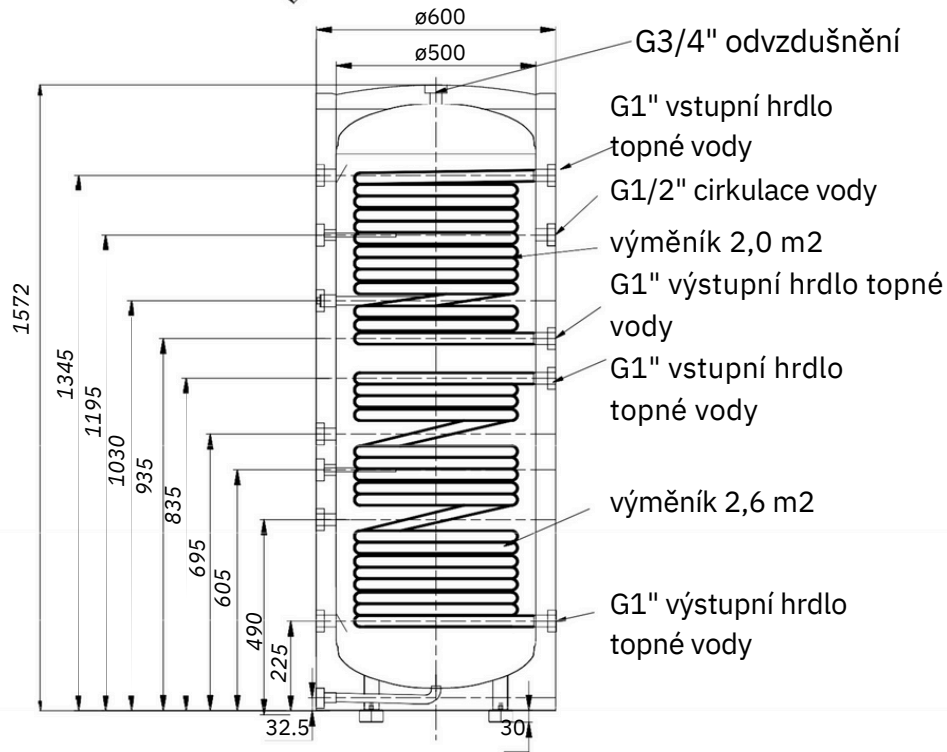 ø600
ø500
G3/4" odvzdušnění
G1" vstupní hrdlo
topné vody
G1/2" cirkulace vody
výměník 2,0 m2
G1" výstupní hrdlo topné
vody
G1" vstupní hrdlo
topné vody
výměník 2,6 m2
G1" výstupní hrdlo
topné vody
1572
1345
1195
1030
935
835
695
605
490
225
32.5
30